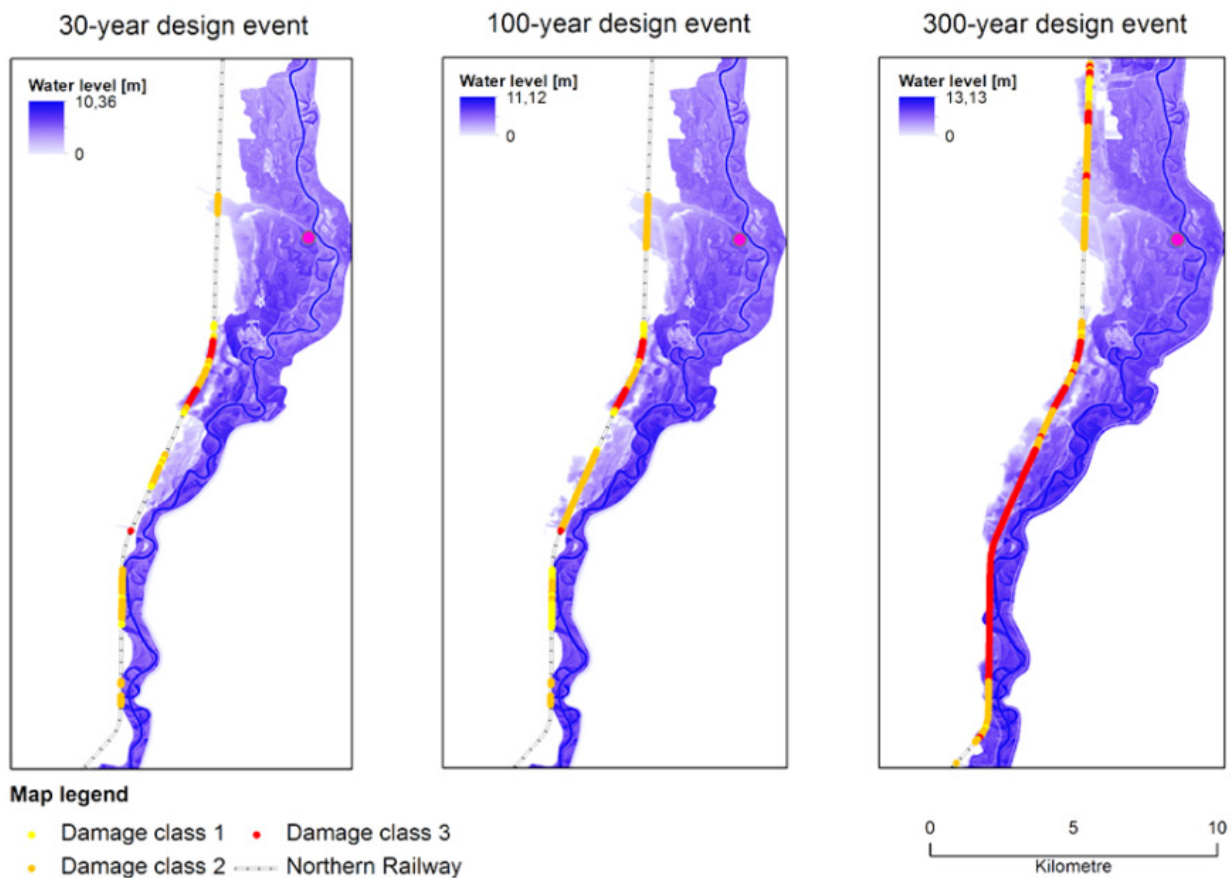 30-year design event
100-year design event
300-year design event
Water level [m]
10,36
0
Water level [m]
11,12
0
Water level [m]
13,13
0
Map legend
Damage class 1
Damage class 3
Damage class 2
Northern Railway
0 5 10
Kilometre